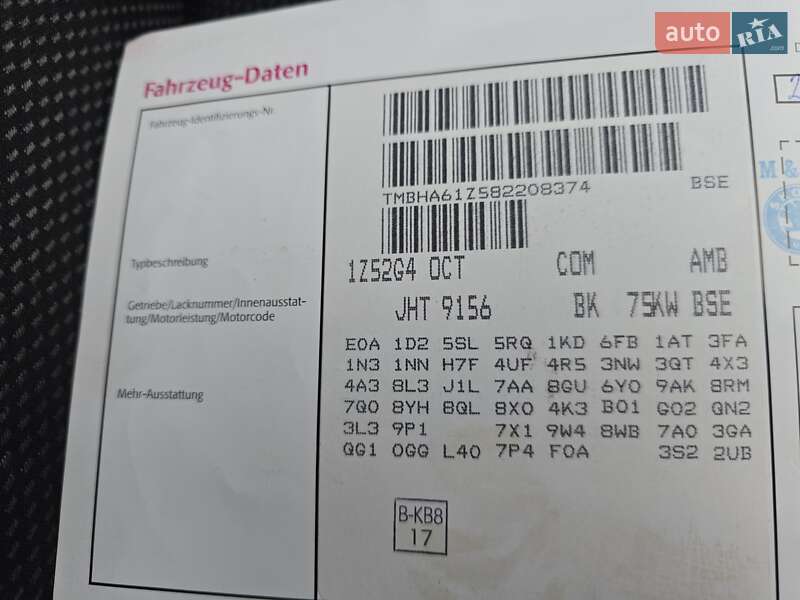 auto RIA .com
Fahrzeug-Daten
Fahrzeug-Identifizierungs-Nr.
TMBHA61Z582208374 BSE
M &
Typbeschreibung
1Z52G4 OCT COM AMB
Getriebe/Lacknummer/Innenausstat-
tung/Motorleistung/Motorcode
JHT 9156 BK 75KW BSE
E0A 1D2 5SL 5RQ 1KD 6FB 1AT 3FA
1N3 1NN H7F 4UF 4R5 3NW 3QT 4X3
Mehr-Ausstattung
4A3 8L3 J1L 7AA 8GU 6Y0 9AK 8RM
7Q0 8YH 8QL 8X0 4K3 B01 G02 QN2
3L3 9P1 7X1 9W4 8WB 7A0 3GA
QG1 0GG L40 7P4 F0A 3S2 2UB
B-KB8
17